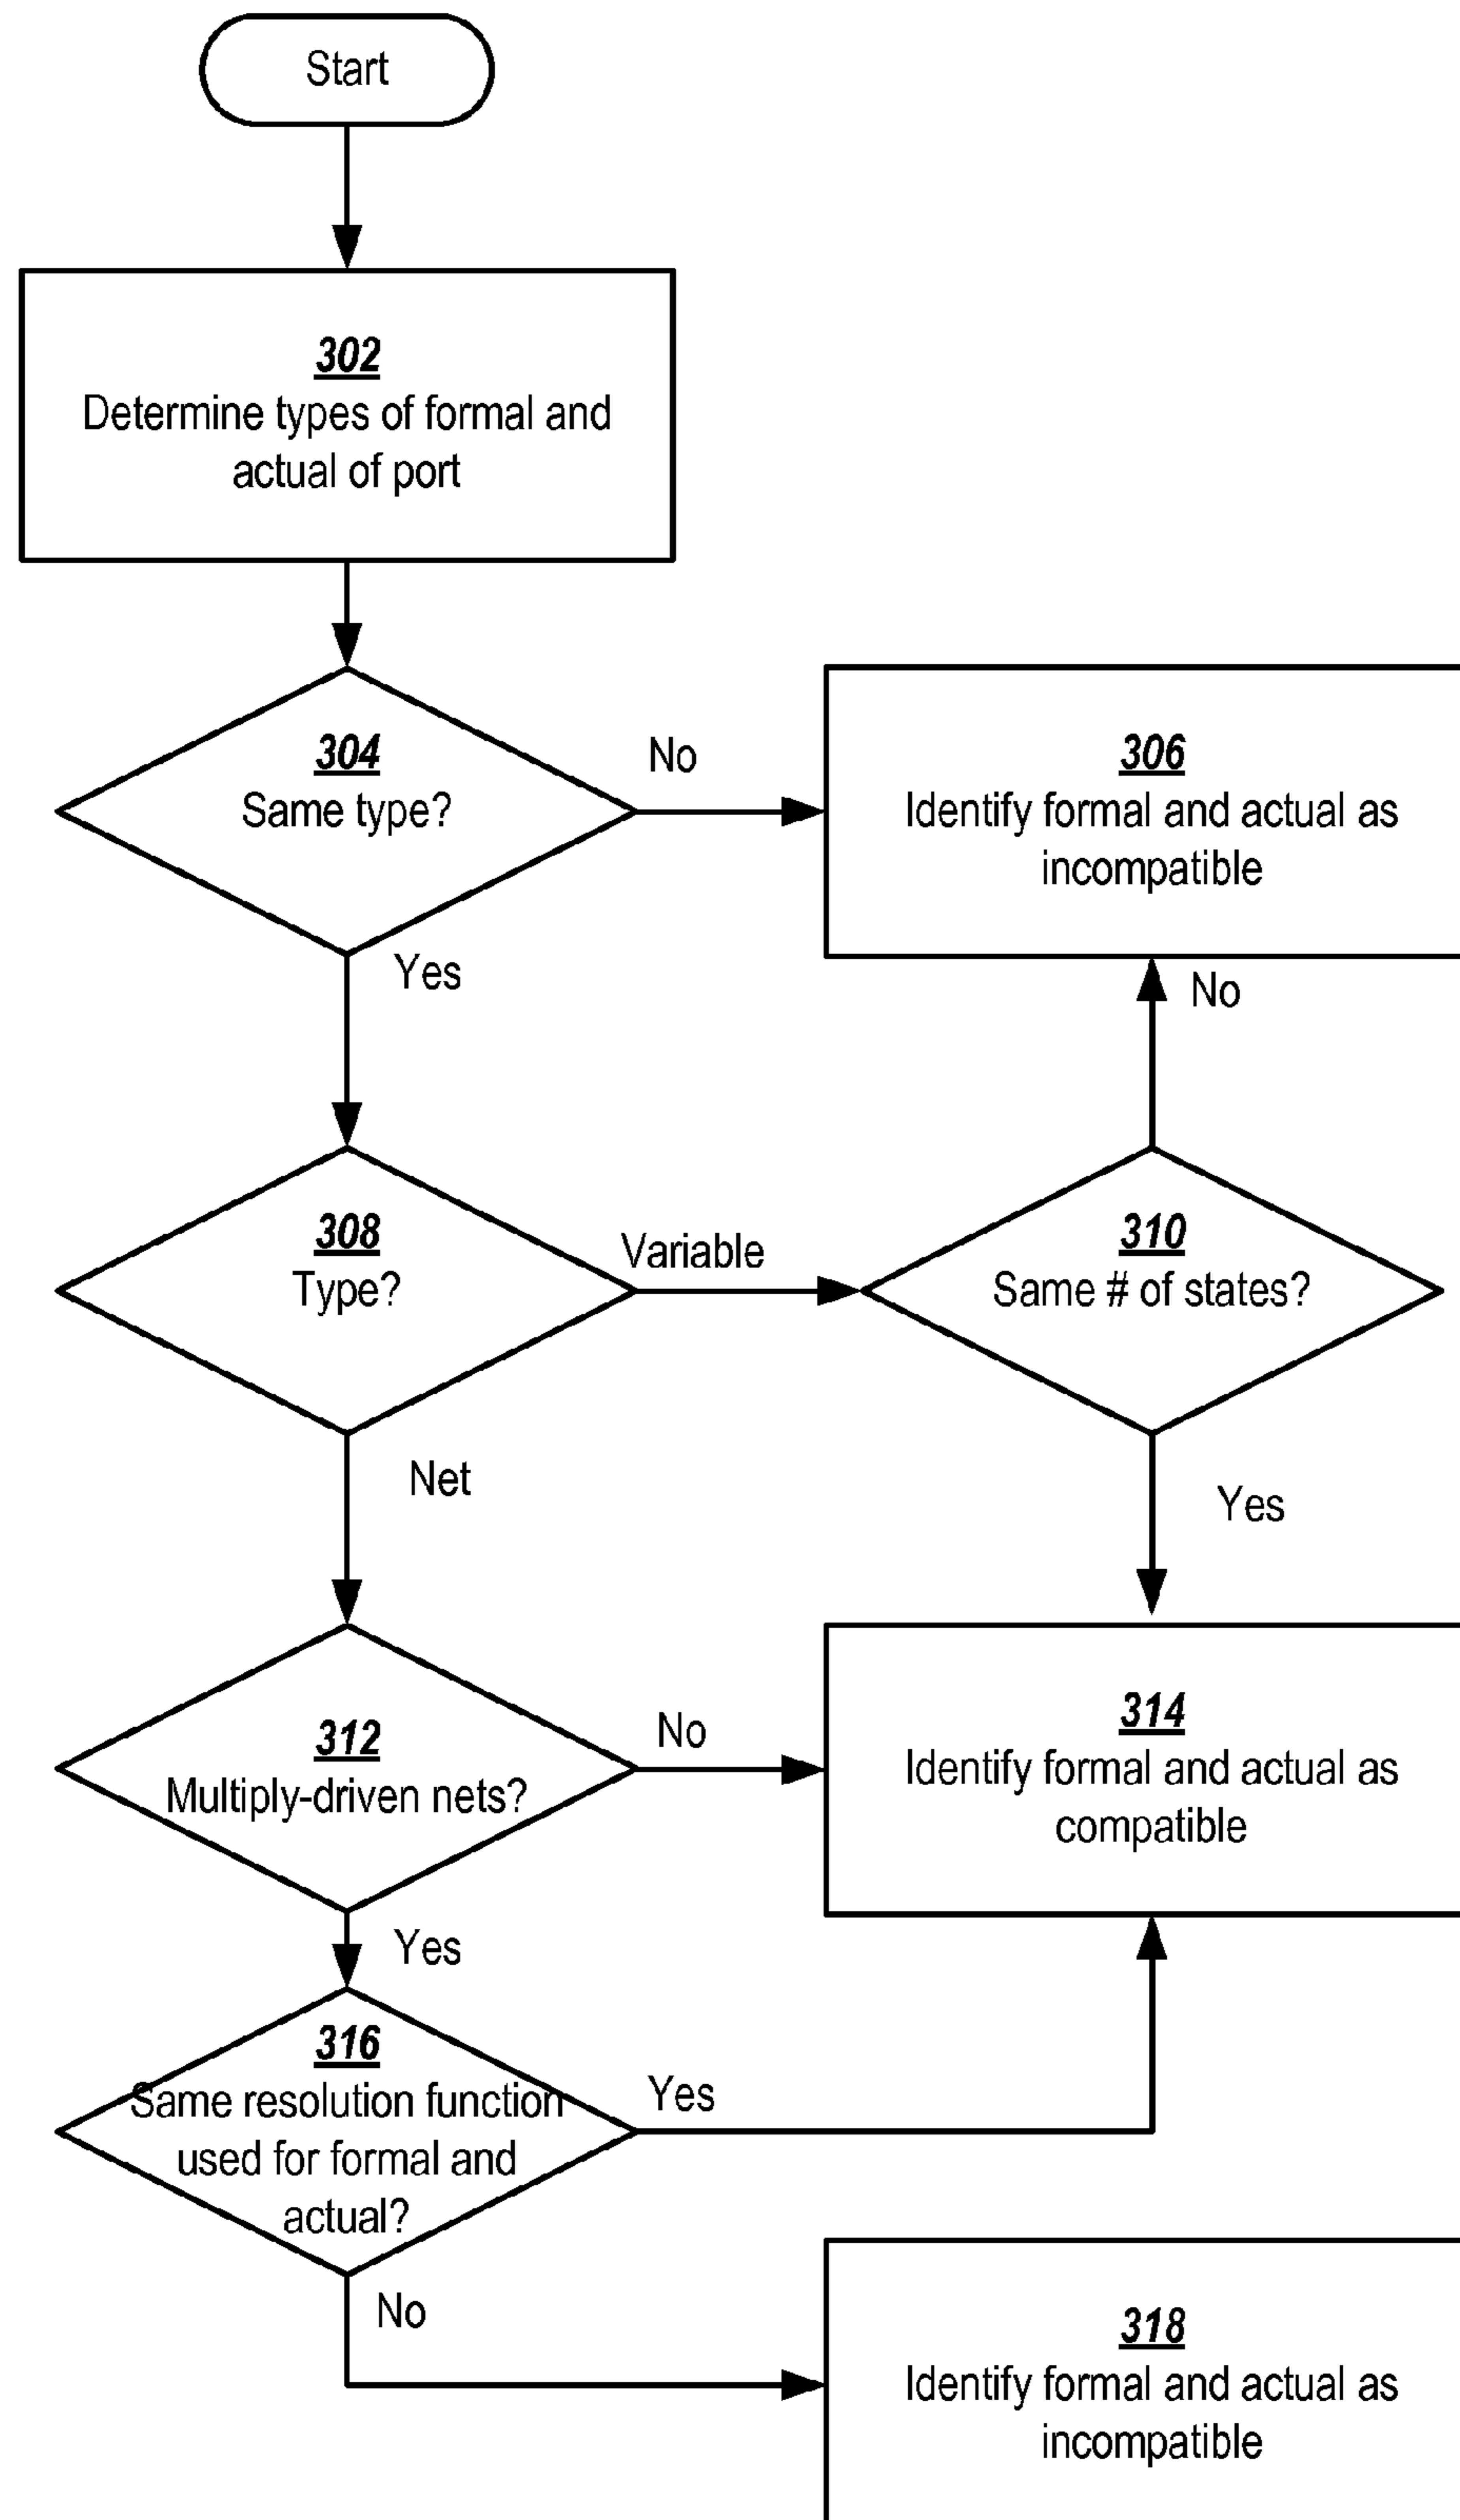 Start
302
Determine types of formal and
actual of port
304
Same type?
No
306
Identify formal and actual as
incompatible
Yes
No
308
Type?
Variable
310
Same # of states?
Net
Yes
312
Multiply-driven nets?
No
314
Identify formal and actual as
compatible
Yes
316
Same resolution function
used for formal and
actual?
Yes
No
318
Identify formal and actual as
incompatible